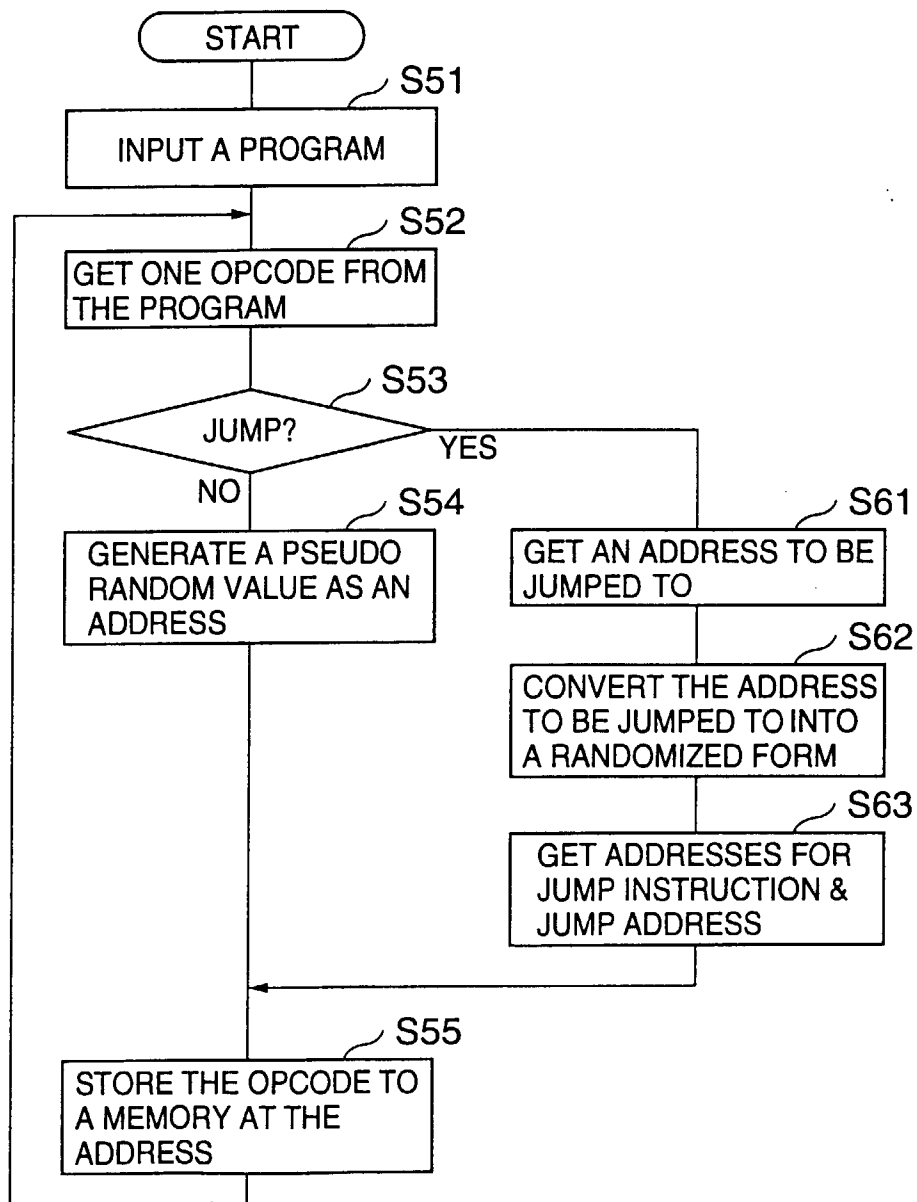 START
S51
INPUT A PROGRAM
S52
GET ONE OPCODE FROM
THE PROGRAM
S53
JUMP?
YES
NO
S54
GENERATE A PSEUDO
RANDOM VALUE AS AN
ADDRESS
S61
GET AN ADDRESS TO BE
JUMPED TO
S62
CONVERT THE ADDRESS
TO BE JUMPED TO INTO
A RANDOMIZED FORM
S63
GET ADDRESSES FOR
JUMP INSTRUCTION &
JUMP ADDRESS
S55
STORE THE OPCODE TO
A MEMORY AT THE
ADDRESS